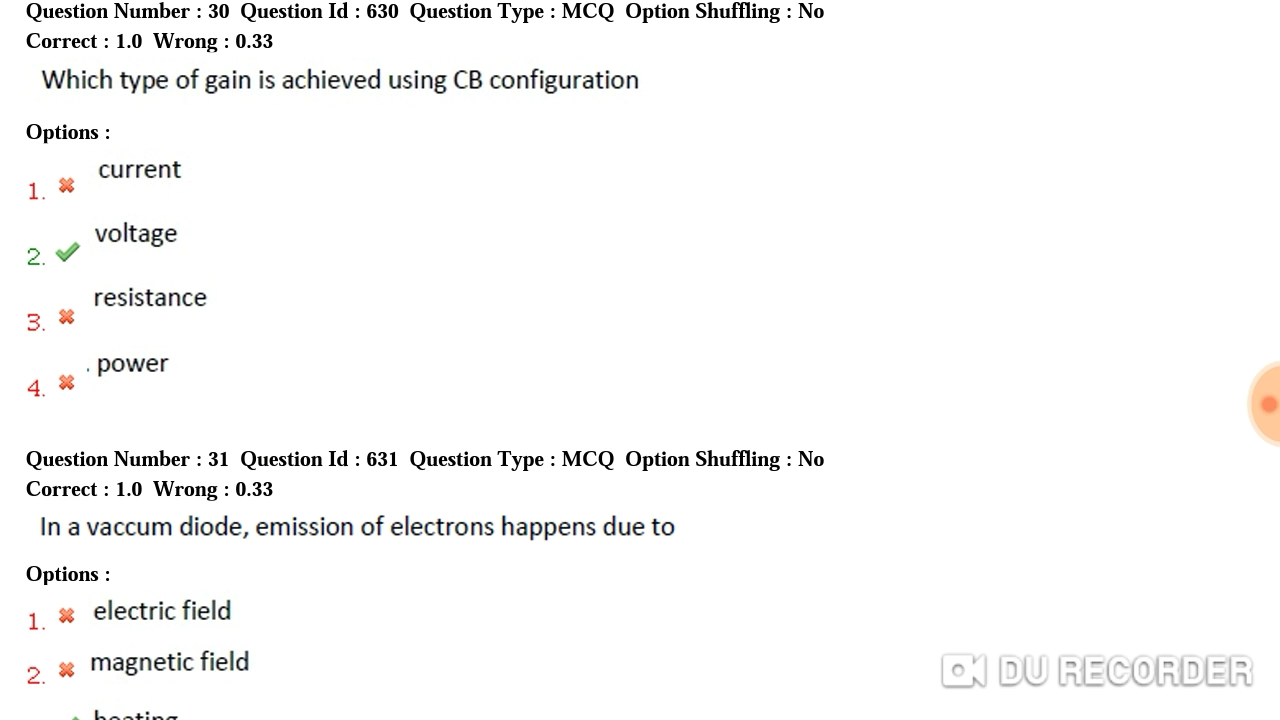 Question Number : 30 Question Id : 630 Question Type : MCQ Option Shuffling : No
Correct : 1.0 Wrong : 0.33
Which type of gain is achieved using CB configuration
Options :
1. current
2. voltage
3. resistance
4. . power
Question Number : 31 Question Id : 631 Question Type : MCQ Option Shuffling : No
Correct : 1.0 Wrong : 0.33
In a vaccum diode, emission of electrons happens due to
Options :
1. electric field
2. magnetic field
heating
DU RECORDER